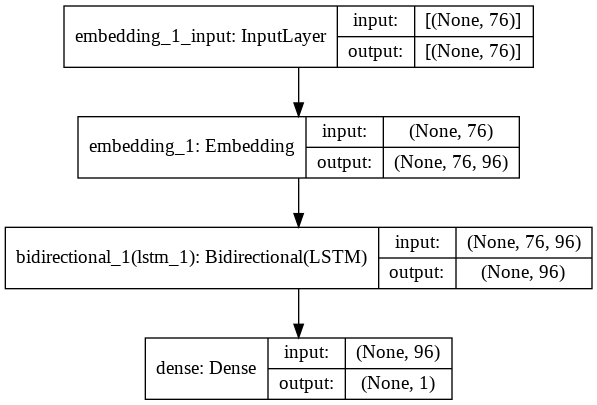 embedding_1_input: InputLayer
input: [(None, 76)]
output: [(None, 76)]
embedding_1: Embedding
input: (None, 76)
output: (None, 76, 96)
bidirectional_1(lstm_1): Bidirectional(LSTM)
input: (None, 76, 96)
output: (None, 96)
dense: Dense
input: (None, 96)
output: (None, 1)